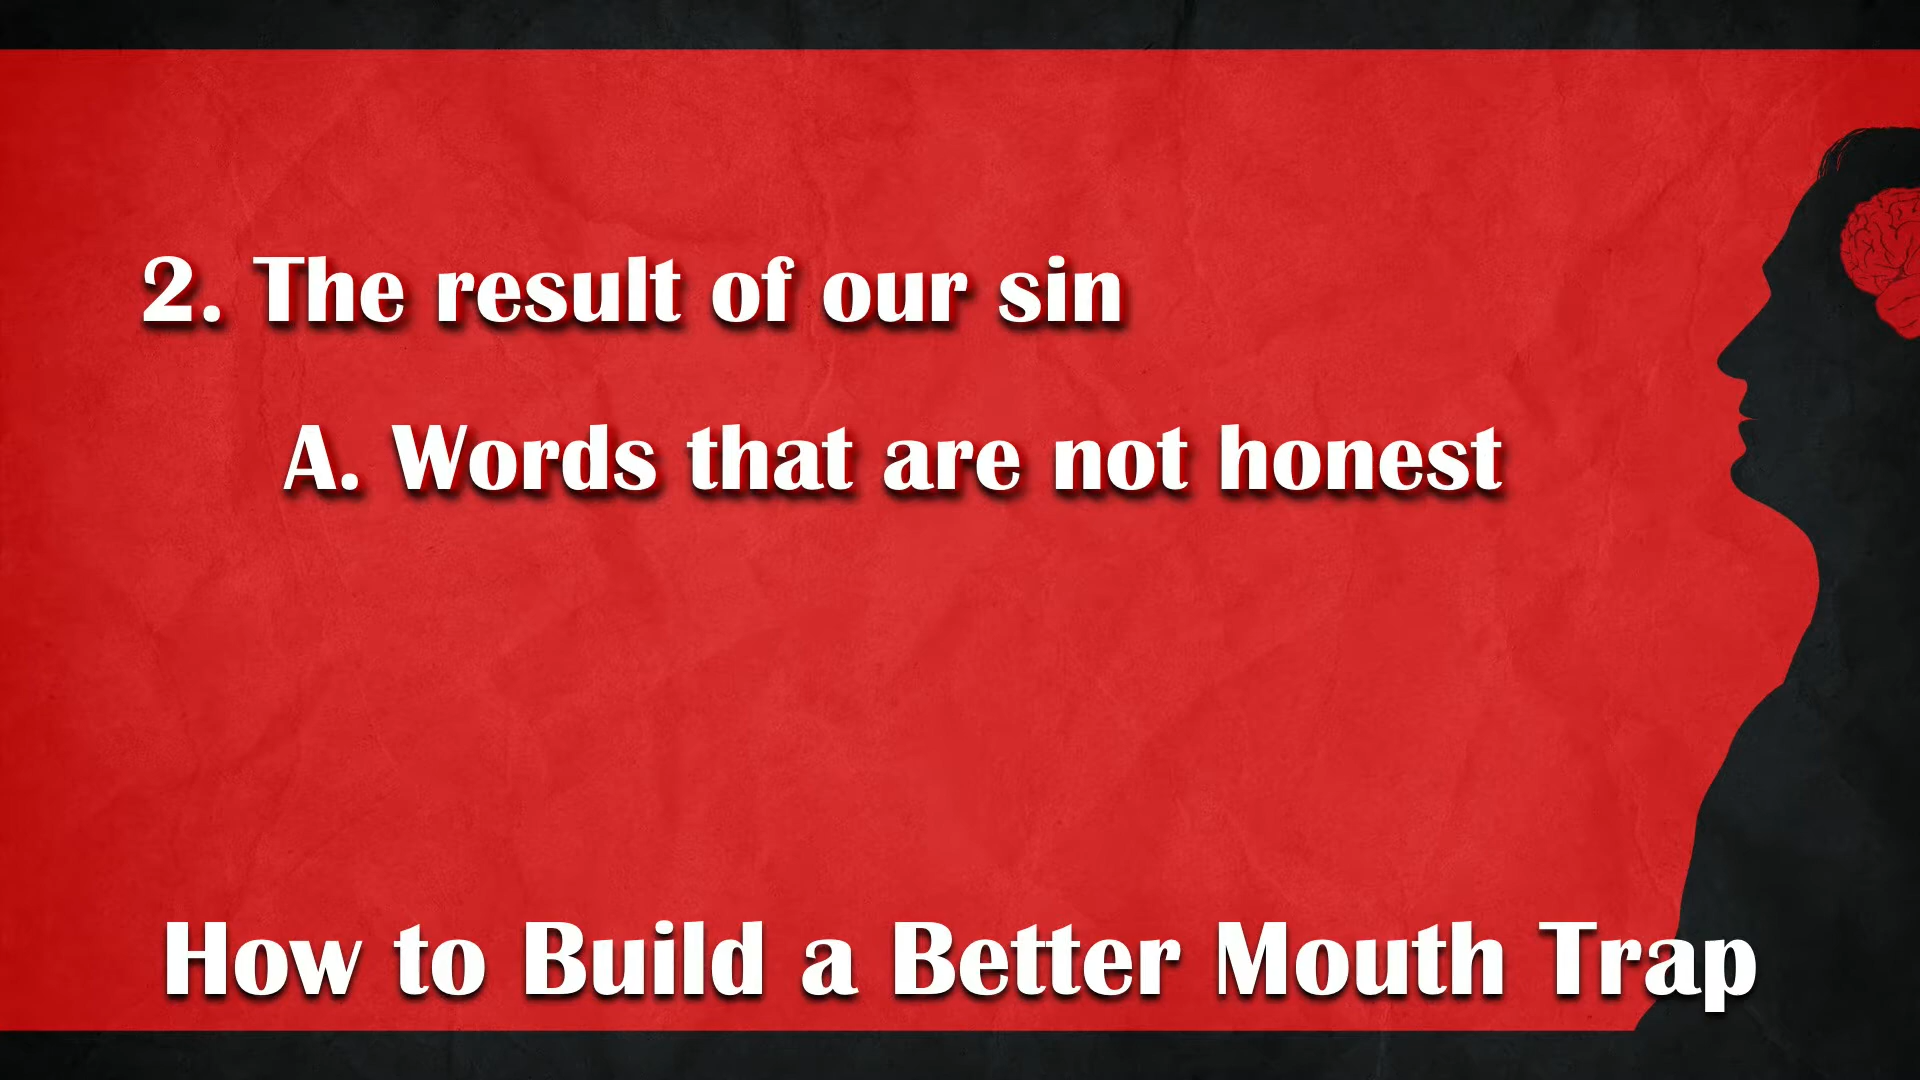 2. The result of our sin
A. Words that are not honest
How to Build a Better Mouth Trap